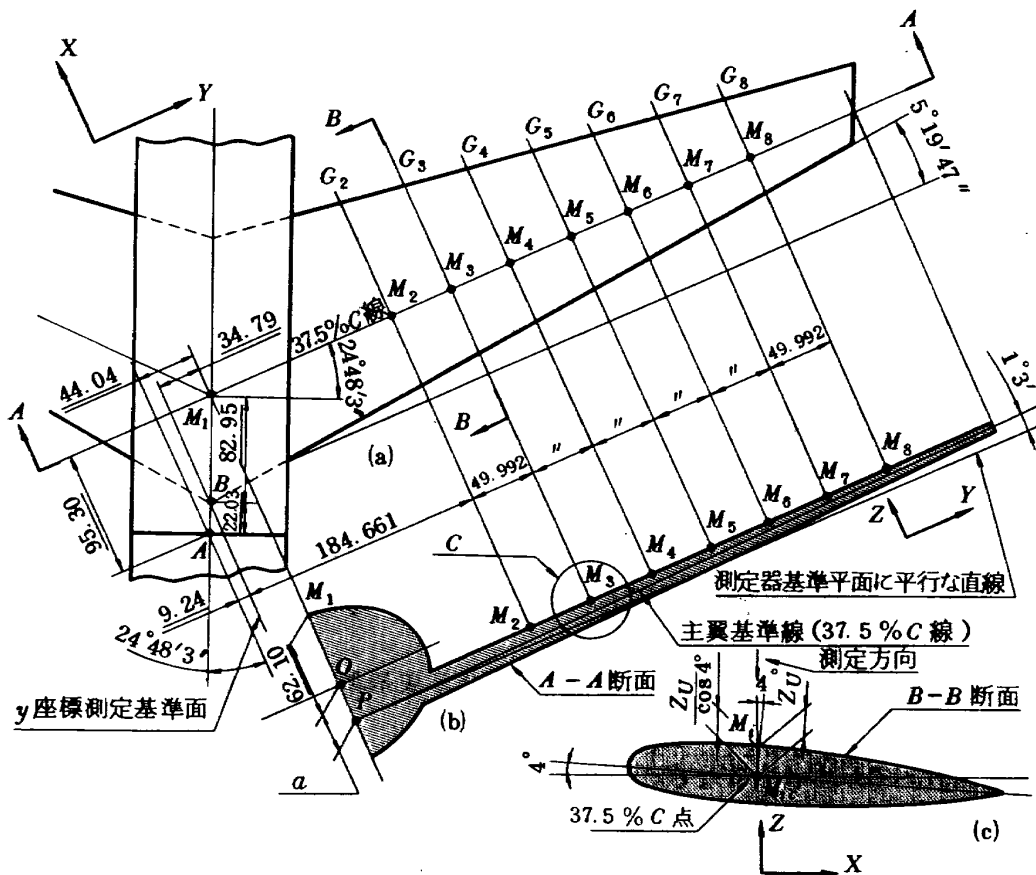 X
Y
A
B
G2
G3
G4
G5
G6
G7
G8
M2
M3
M4
M5
M6
M7
M8
5°19′47″
34.79
44.04
37.5%C線
24°48′3″
49.992
A
M1
82.95
(a)
B
〃
〃
〃
〃
49.992
1°3′
B
22.03
95.30
A
184.661
C
M1
M2
M3
M4
M5
M6
M7
M8
Z
Y
測定器基準平面に平行な直線
9.24
24°48′3″
62.10
Q
P
主翼基準線(37.5%C線)
測定方向
A-A断面
y座標測定基準面
(b)
a
ZU
cos4°
4°
ZU
B-B断面
4°
37.5%C点
(c)
Z
X